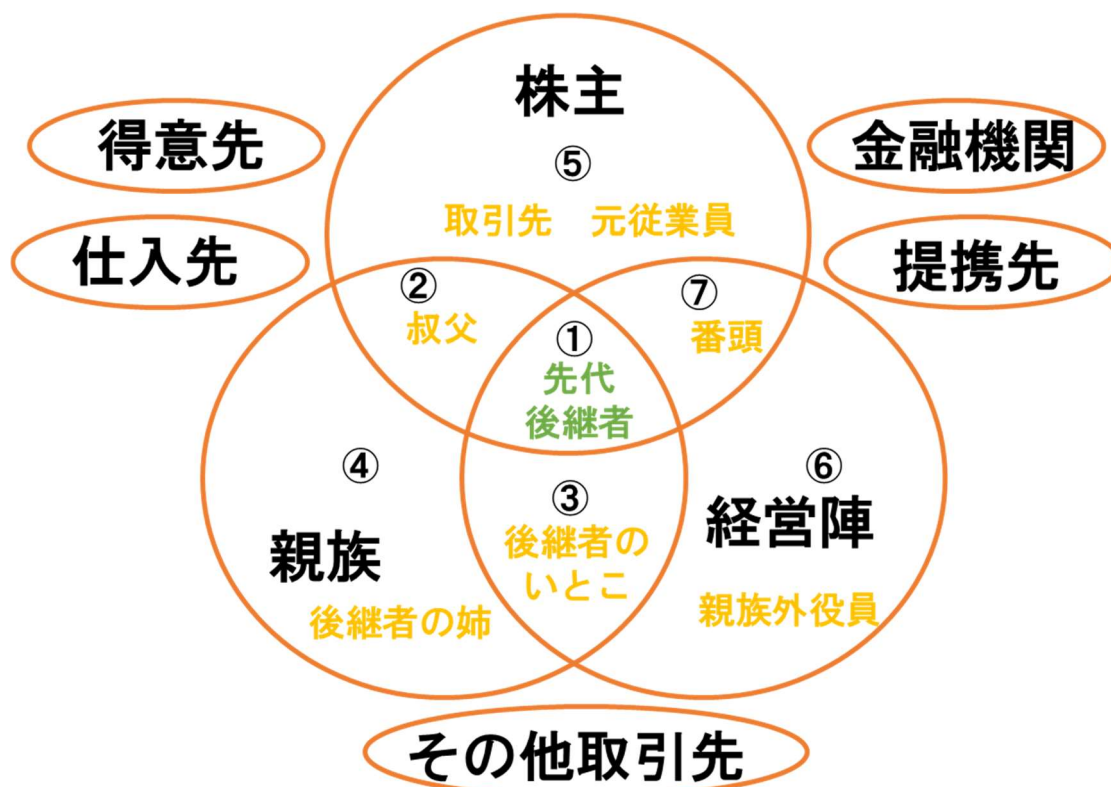 株主
得意先
金融機関
⑤
取引先　元従業員
仕入先
提携先
②
叔父
⑦
番頭
①
先代
後継者
④
親族
後継者の姉
③
後継者の
いとこ
⑥
経営陣
親族外役員
その他取引先